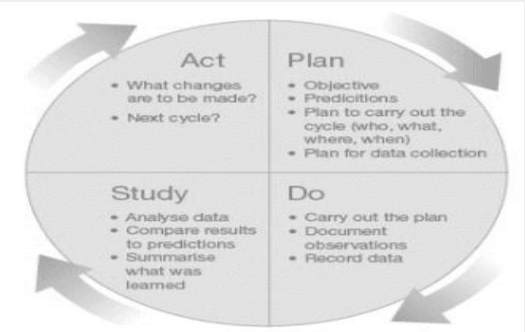 Act
• What changes
are to be made?
• Next cycle?
Plan
• Objective
• Predicitions
• Plan to carry out the
cycle (who, what,
where, when)
• Plan for data collection
Study
• Analyse data
• Compare results
to predictions
• Summarise
what was
learned
Do
• Carry out the plan
• Document
observations
• Record data